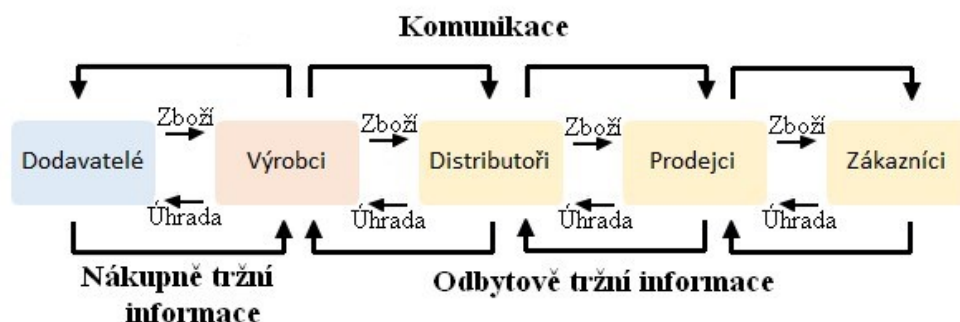 Komunikace
Zboží Zboží Zboží Zboží
Dodavatelé Výrobci Distributoři Prodejci Zákazníci
Úhrada Úhrada Úhrada Úhrada
Nákupně tržní
informace
Odbytově tržní informace